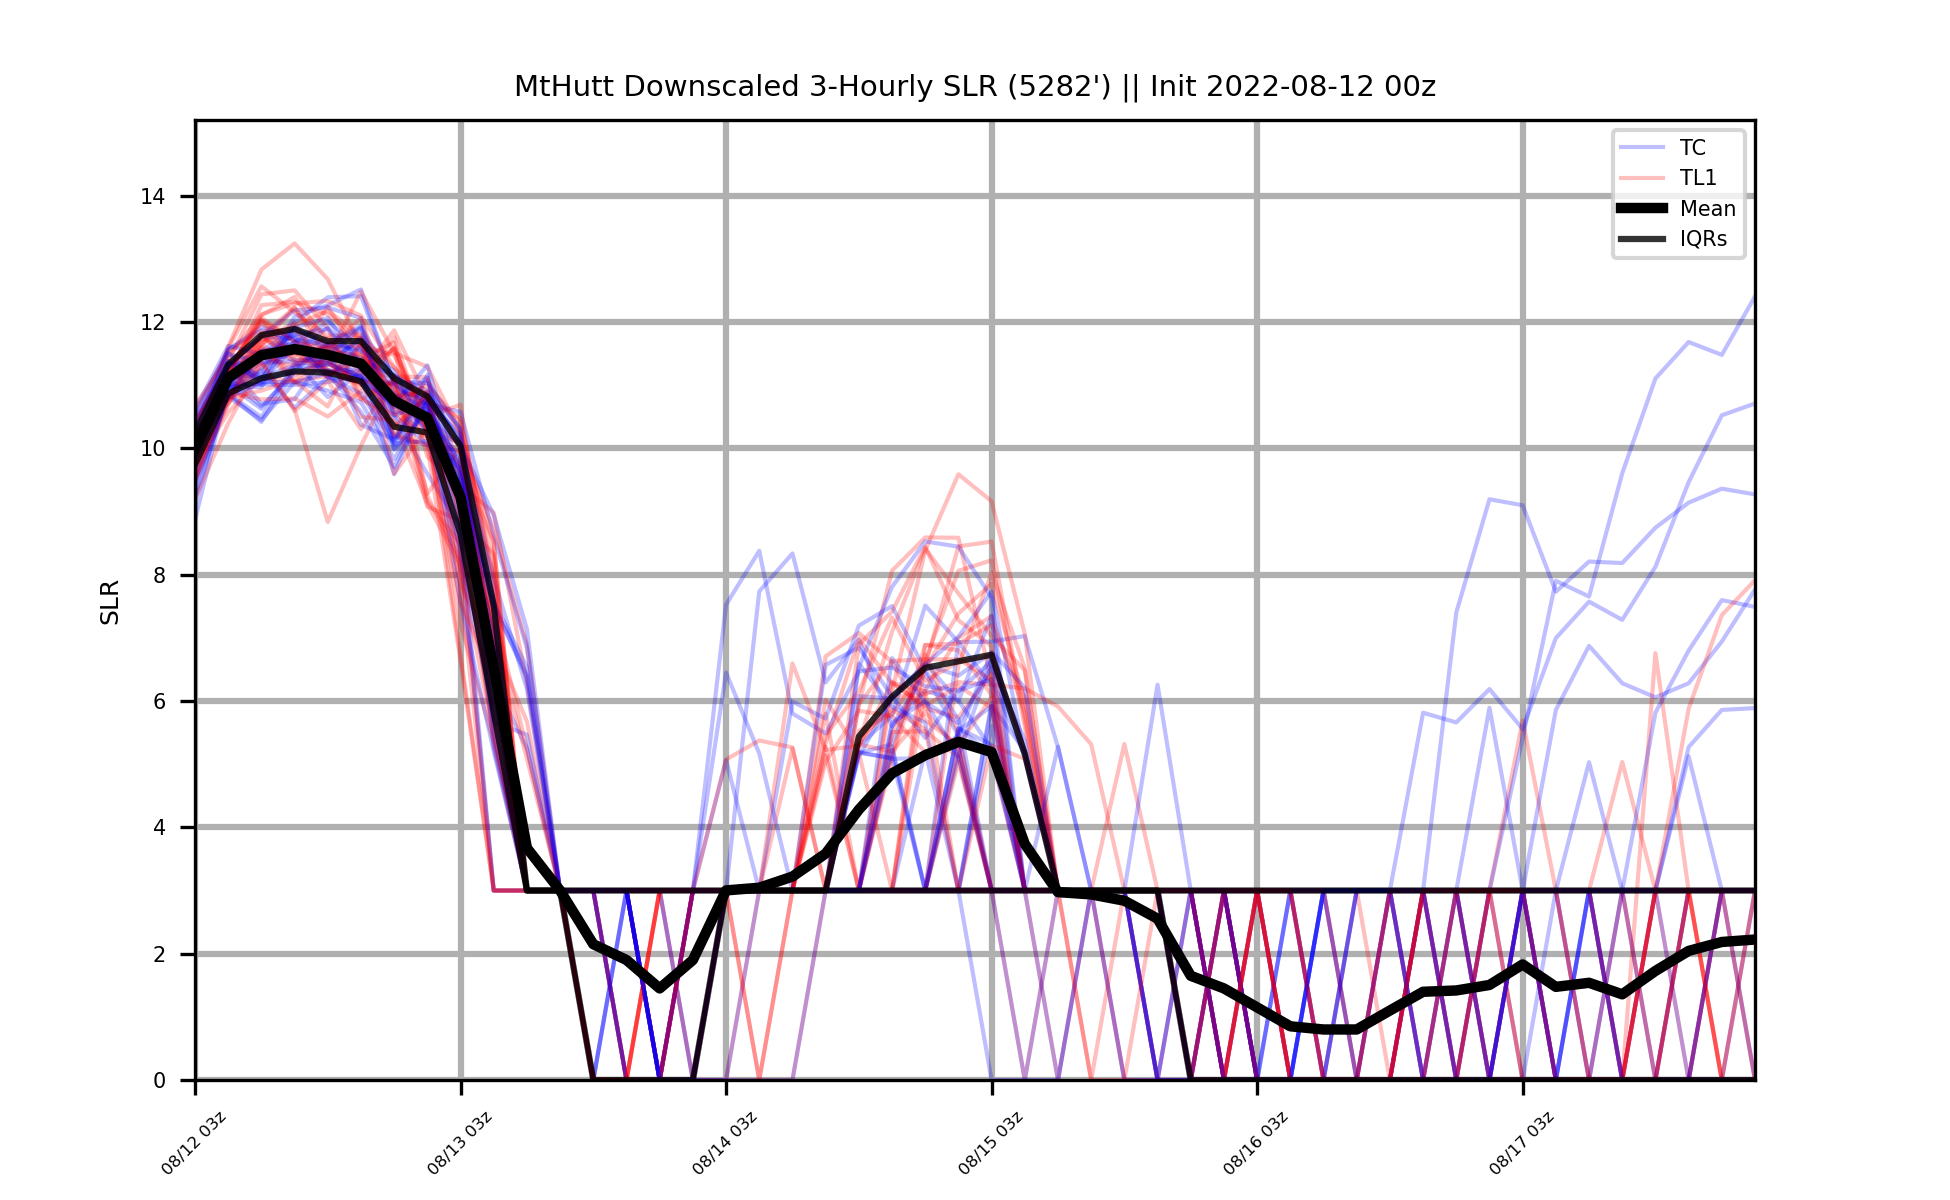 MtHutt Downscaled 3-Hourly SLR (5282') || Init 2022-08-12 00z
TC
TL1
Mean
IQRs
SLR
14
12
10
8
6
4
2
0
08/12 03z
08/13 03z
08/14 03z
08/15 03z
08/16 03z
08/17 03z